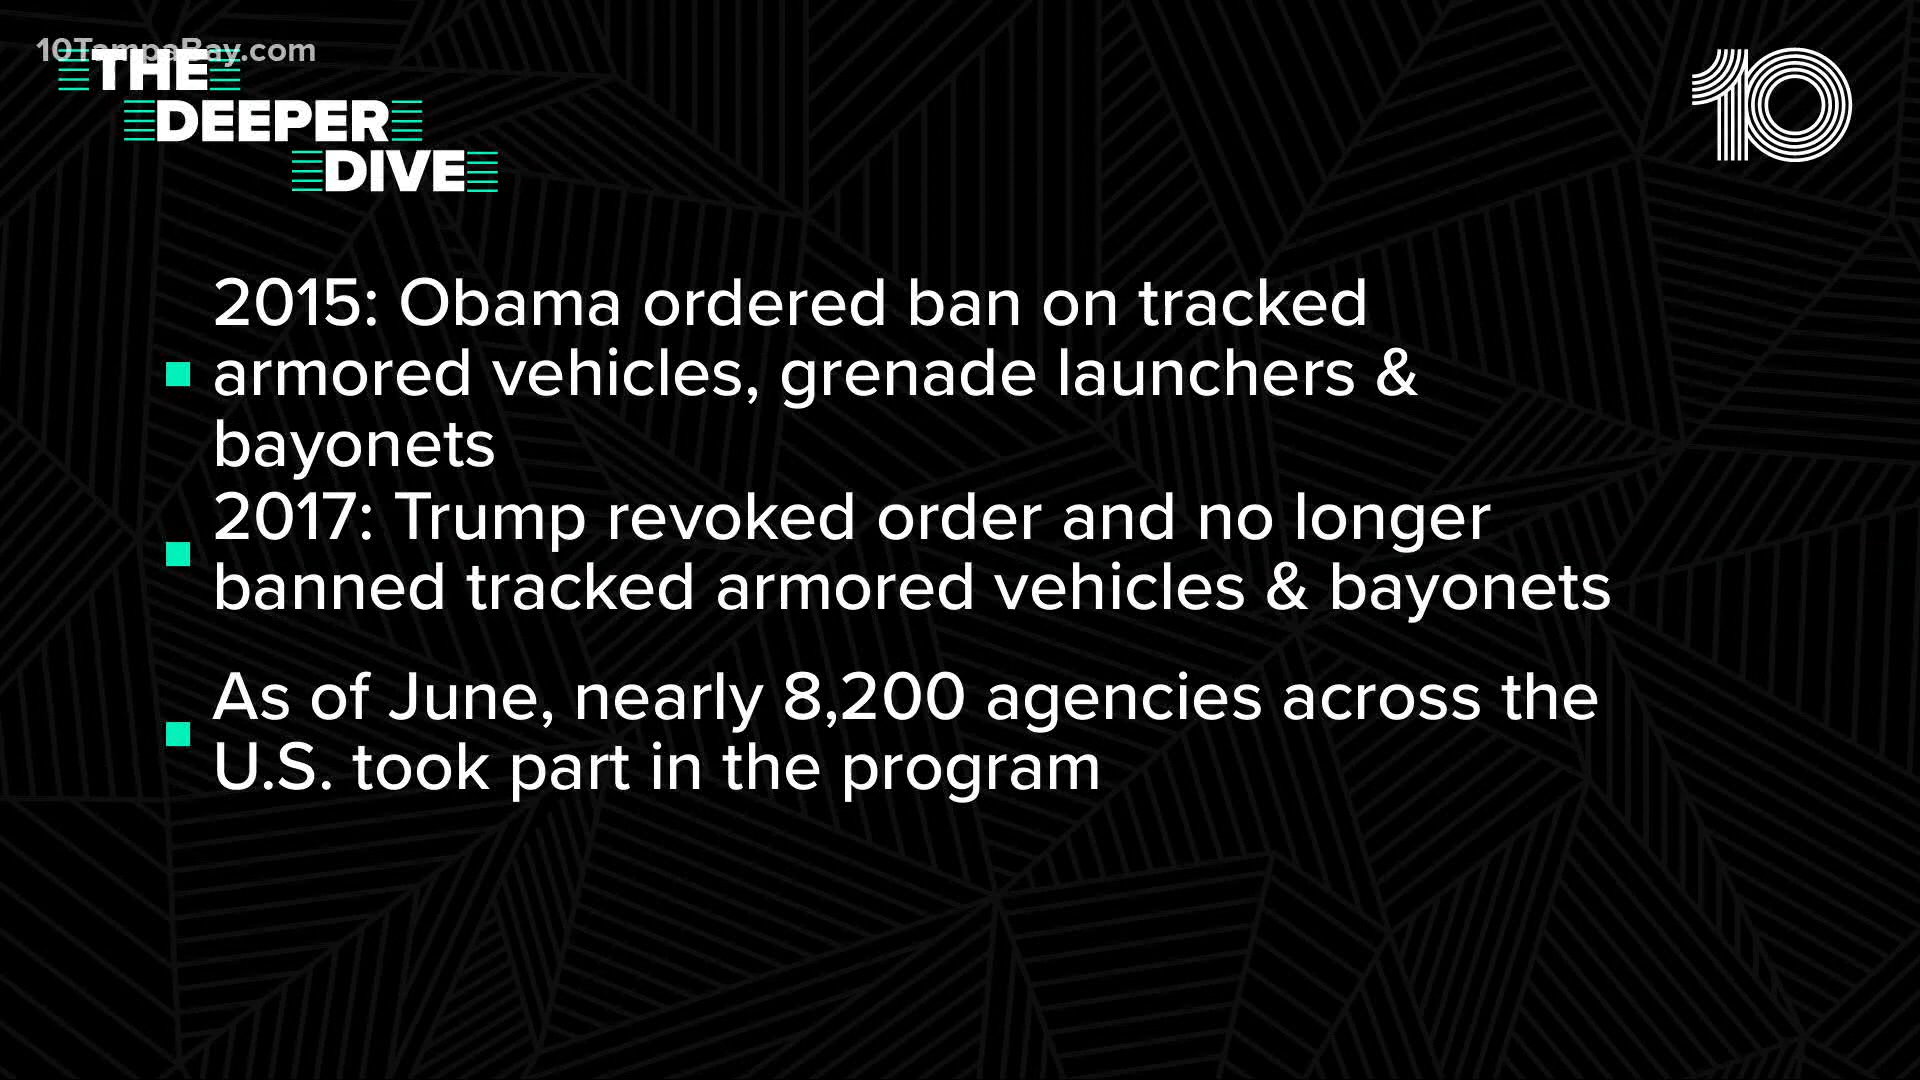 10TampaBay.com
THE
DEEPER
DIVE
10
2015: Obama ordered ban on tracked
armored vehicles, grenade launchers &
bayonets
2017: Trump revoked order and no longer
banned tracked armored vehicles & bayonets
As of June, nearly 8,200 agencies across the
U.S. took part in the program